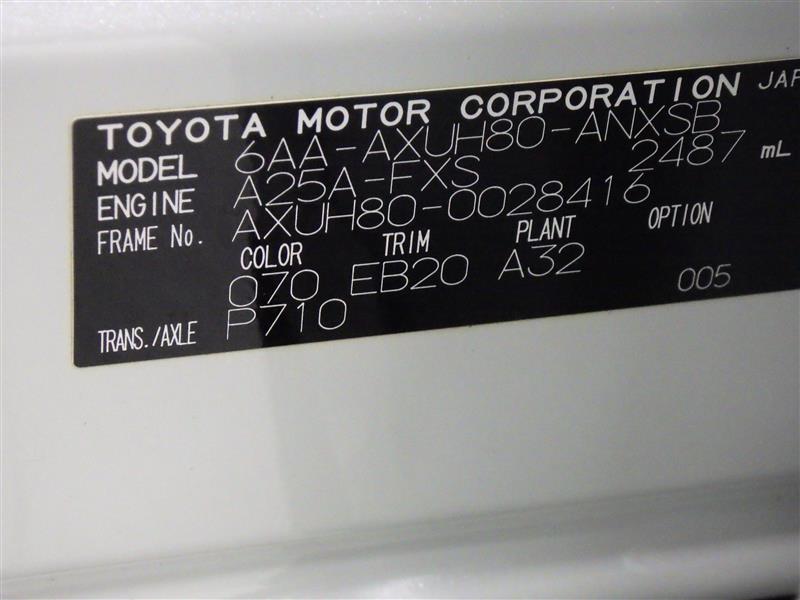 TOYOTA MOTOR CORPORATION JAP
MODEL 6AA-AXUH80-ANXSB
ENGINE A25A-FXS 2487 mL
FRAME No. AXUH80-0028416
COLOR TRIM PLANT OPTION
070 EB20 A32 005
TRANS./AXLE P710